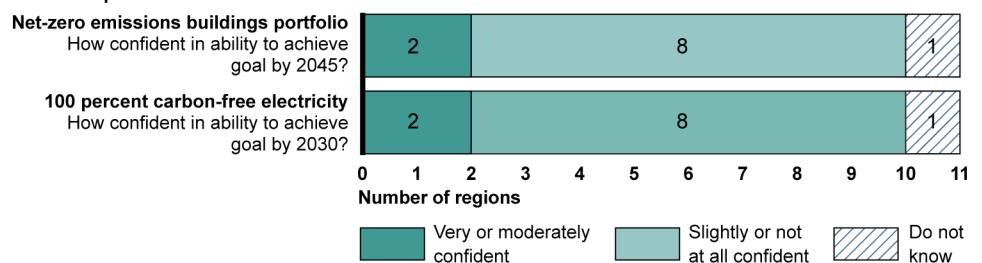 Net-zero emissions buildings portfolio
How confident in ability to achieve
goal by 2045?
2
8
1
100 percent carbon-free electricity
How confident in ability to achieve
goal by 2030?
2
8
1
0 1 2 3 4 5 6 7 8 9 10 11
Number of regions
Very or moderately
confident
Slightly or not
at all confident
Do not
know